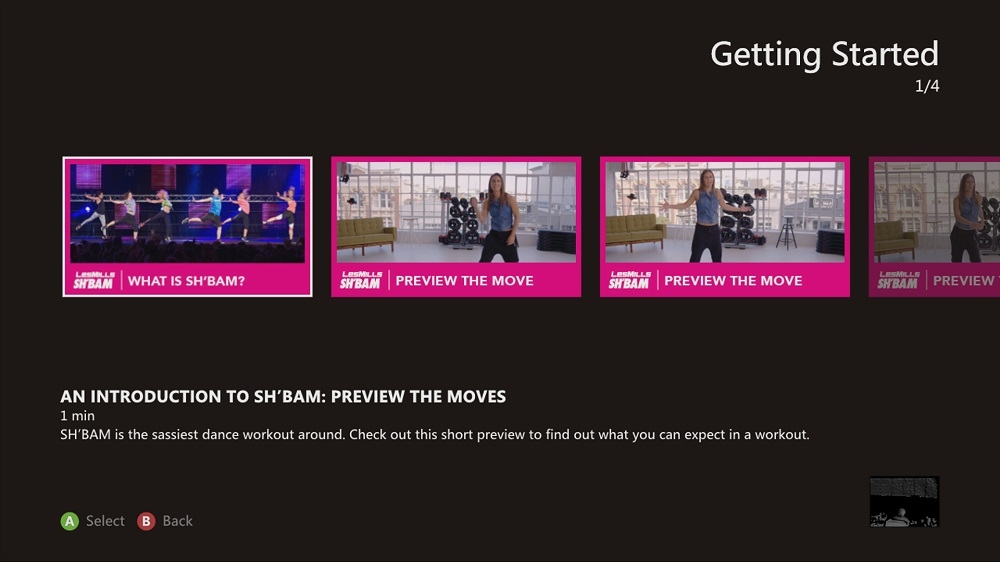 Getting Started
1/4
LESMILLS
SH'BAM
WHAT IS SH'BAM?
LESMILLS
SH'BAM
PREVIEW THE MOVE
LESMILLS
SH'BAM
PREVIEW THE MOVE
LESMILLS
SH'BAM
PREVIEW
AN INTRODUCTION TO SH'BAM: PREVIEW THE MOVES
1 min
SH'BAM is the sassiest dance workout around. Check out this short preview to find out what you can expect in a workout.
A Select B Back